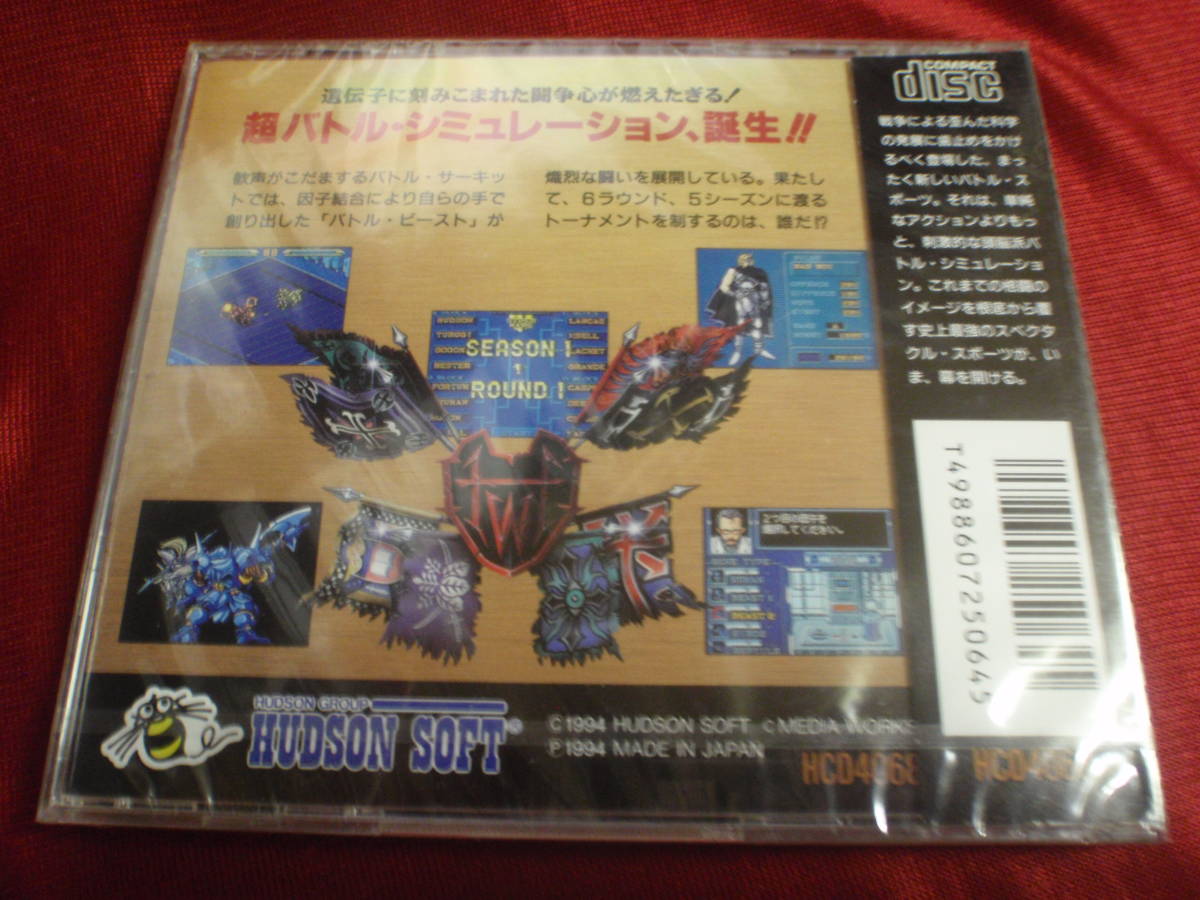 遺伝子に刻みこまれた闘争心が燃えたぎる!
超バトル・シミュレーション、誕生!!
歓声がこだまするバトル・サーキッ
トでは、因子結合により自らの手で
創り出した「バトル・ビースト」が
熾烈な闘いを展開している。果たし
て、6ラウンド、5シーズンに渡る
トーナメントを制するのは、誰だ!?
COMPACT
disc
戦争による歪んだ科学
の発展に歯止めをかけ
るべく登場した、まっ
たく新しいバトル・ス
ポーツ。それは、単純
なアクションよりもっ
と、刺激的な頭脳派バ
トル・シミュレーショ
ン。これまでの格闘の
イメージを根底から覆
す史上最強のスペクタ
クル・スポーツが、い
ま、幕を開ける。
HUDSON
SEASON 1
ROUND 1
T4988607250645
HUDSON GROUP
HUDSON SOFT®
©1994 HUDSON SOFT © MEDIA WORKS
℗1994 MADE IN JAPAN